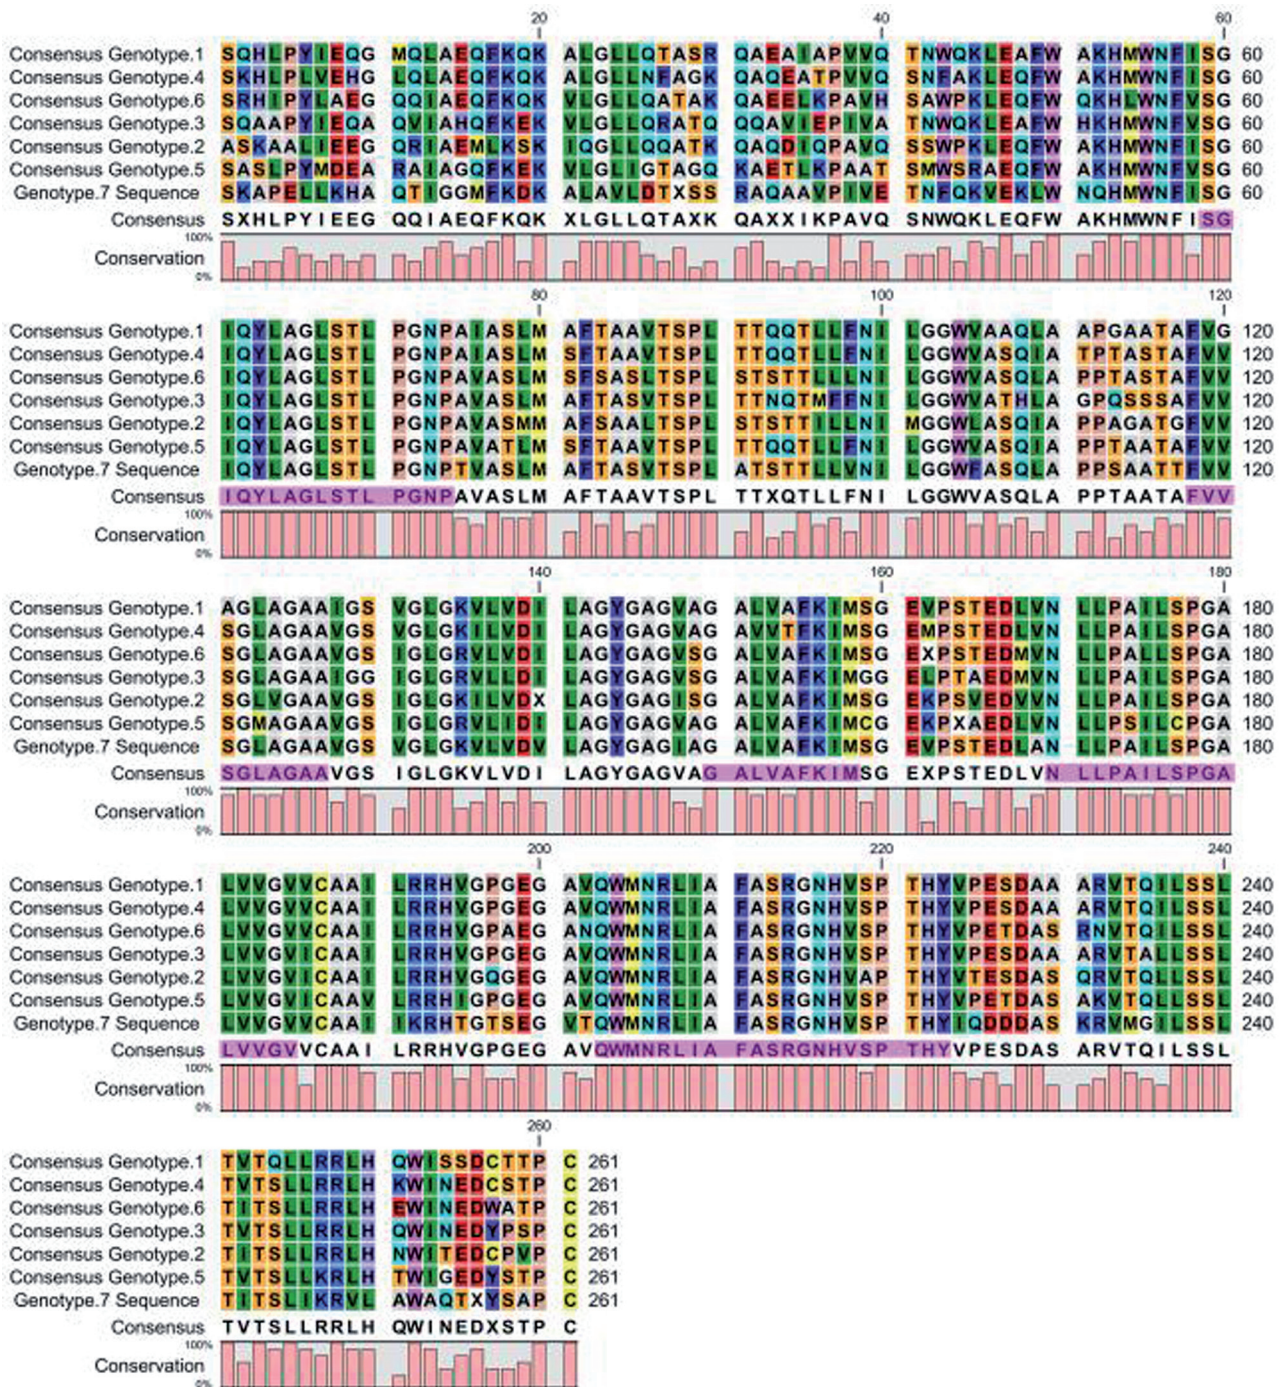 20 40 60
Consensus Genotype.1 SQHLPYIEQG MQLAEQFKQK ALGLLQTASR QAEAIAPVVQ TNWQKLEAFW AKHMWNFISG 60
Consensus Genotype.4 SKHLPLVEHG LQLAEQFKQK ALGLLNFAGK QAQEATPVVQ SNFAKLEQFW AKHMWNFISG 60
Consensus Genotype.6 SRHIPYLAEG QQIAEQFKQK VLGLLQATAK QAEELKPAVH SAWPKLEQFW QKHLWNFVSG 60
Consensus Genotype.3 SQAAPYIEQA QVIAHQFKEK VLGLLQRATQ QQAVIEPIVA TNWQKLEAFW HKHMWNFVSG 60
Consensus Genotype.2 ASKAALIEEG QRIAEMLKSK IQGLLQQATK QAQDIQPAVQ SSWPKLEQFW AKHMWNFISG 60
Consensus Genotype.5 SASLPYMDEA RAIAGQFKEK VLGLIGTAGQ KAETLKPAAT SMWSRAEQFW AKHMWNFISG 60
Genotype.7 Sequence SKAPELLKHA QTIGGMFKDK ALAVLDTXSS RAQAAVPIVE TNFQKVEKLW NQHMWNFISG 60
Consensus SXHLPYIEEG QQIAEQFKQK XLGLLQTAXK QAXXIKPAVQ SNWQKLEQFW AKHMWNFISG
100%
Conservation
0%
80 100 120
Consensus Genotype.1 IQYLAGLSTL PGNPAIASLM AFTAAVTSPL TTQQTLLFNI LGGWVAAQLA APGAATAFVG 120
Consensus Genotype.4 IQYLAGLSTL PGNPAIASLM SFTAAVTSPL TTQQTLLFNI LGGWVASQIA TPTASTAFVV 120
Consensus Genotype.6 IQYLAGLSTL PGNPAVASLM SFSASLTSPL STSTTLLLNI LGGWVASQLA PPTASTAFVV 120
Consensus Genotype.3 IQYLAGLSTL PGNPAVASLM AFTASVTSPL TTNQTMFFNI LGGWVATHLA GPQSSSAFVV 120
Consensus Genotype.2 IQYLAGLSTL PGNPAVASMM AFSAALTSPL STSTTILLNI MGGWLASQIA PPAGATGFVV 120
Consensus Genotype.5 IQYLAGLSTL PGNPAVATLM SFTAAVTSPL TTQQTLLFNI LGGWVASQIA PPTAATAFVV 120
Genotype.7 Sequence IQYLAGLSTL PGNPTVASLM AFTASVTSPL ATSTTLLVNI LGGWFASQLA PPSAATTFVV 120
Consensus IQYLAGLSTL PGNPAVASLM AFTAAVTSPL TTXQTLLFNI LGGWVASQLA PPTAATAFVV
100%
Conservation
0%
140 160 180
Consensus Genotype.1 AGLAGAAIGS VGLGKVLVDI LAGYGAGVAG ALVAFKIMSG EVPSTEDLVN LLPAILSPGA 180
Consensus Genotype.4 SGLAGAAVGS VGLGKILVDI LAGYGAGVAG AVVTFKIMSG EMPSTEDLVN LLPAILSPGA 180
Consensus Genotype.6 SGLAGAAVGS IGLGRVLVDI LAGYGAGVSG ALVAFKIMSG EXPSTEDMVN LLPALLSPGA 180
Consensus Genotype.3 SGLAGAAIGG IGLGRVLLDI LAGYGAGVSG ALVAFKIMGG ELPTAEDMVN LLPAILSPGA 180
Consensus Genotype.2 SGLVGAAVGS IGLGKILVDX LAGYGAGISG ALVAFKIMSG EKPSVEDVVN LLPAILSPGA 180
Consensus Genotype.5 SGMAGAAVGS IGLGRVLIDI LAGYGAGVAG ALVAFKIMCG EKPXAEDLVN LLPSILCPGA 180
Genotype.7 Sequence SGLAGAAVGS VGLGKVLVDV LAGYGAGIAG ALVAFKIMSG EVPSTEDLAN LLPAILSPGA 180
Consensus SGLAGAAVGS IGLGKVLVDI LAGYGAGVAG ALVAFKIMSG EXPSTEDLVN LLPAILSPGA
100%
Conservation
0%
200 220 240
Consensus Genotype.1 LVVGVVCAAI LRRHVGPGEG AVQWMNRLIA FASRGNHVSP THYVPESDAA ARVTQILSSL 240
Consensus Genotype.4 LVVGVVCAAI LRRHVGPGEG AVQWMNRLIA FASRGNHVSP THYVPESDAA ARVTQILSSL 240
Consensus Genotype.6 LVVGVVCAAI LRRHVGPAEG ANQWMNRLIA FASRGNHVSP THYVPETDAS RNVTQILSSL 240
Consensus Genotype.3 LVVGVICAAI LRRHVGPGEG AVQWMNRLIA FASRGNHVSP THYVPESDAA ARVTALLSSL 240
Consensus Genotype.2 LVVGVICAAI LRRHVGQGEG AVQWMNRLIA FASRGNHVAP THYVTESDAS QRVTQLLSSL 240
Consensus Genotype.5 LVVGVICAAV LRRHIGPGEG AVQWMNRLIA FASRGNHVSP THYVPETDAS AKVTQLLSSL 240
Genotype.7 Sequence LVVGVVCAAI IKRHTGTSEG VTQWMNRLIA FASRGNHVSP THYIQDDDAS KRVMGILSSL 240
Consensus LVVGVVCAAI LRRHVGPGEG AVQWMNRLIA FASRGNHVSP THYVPESDAS ARVTQILSSL
100%
Conservation
0%
260
Consensus Genotype.1 TVTQLLRRLH QWISSDCTTP C 261
Consensus Genotype.4 TVTSLLRRLH KWINEDCSTP C 261
Consensus Genotype.6 TITSLLRRLH EWINEDWATP C 261
Consensus Genotype.3 TVTSLLRRLH QWINEDYPSP C 261
Consensus Genotype.2 TITSLLRRLH NWITEDCPVP C 261
Consensus Genotype.5 TVTSLLKRLH TWIGEDYSTP C 261
Genotype.7 Sequence TITSLIKRVL AWAQTXYSAP C 261
Consensus TVTSLLRRLH QWINEDXSTP C
100%
Conservation
0%